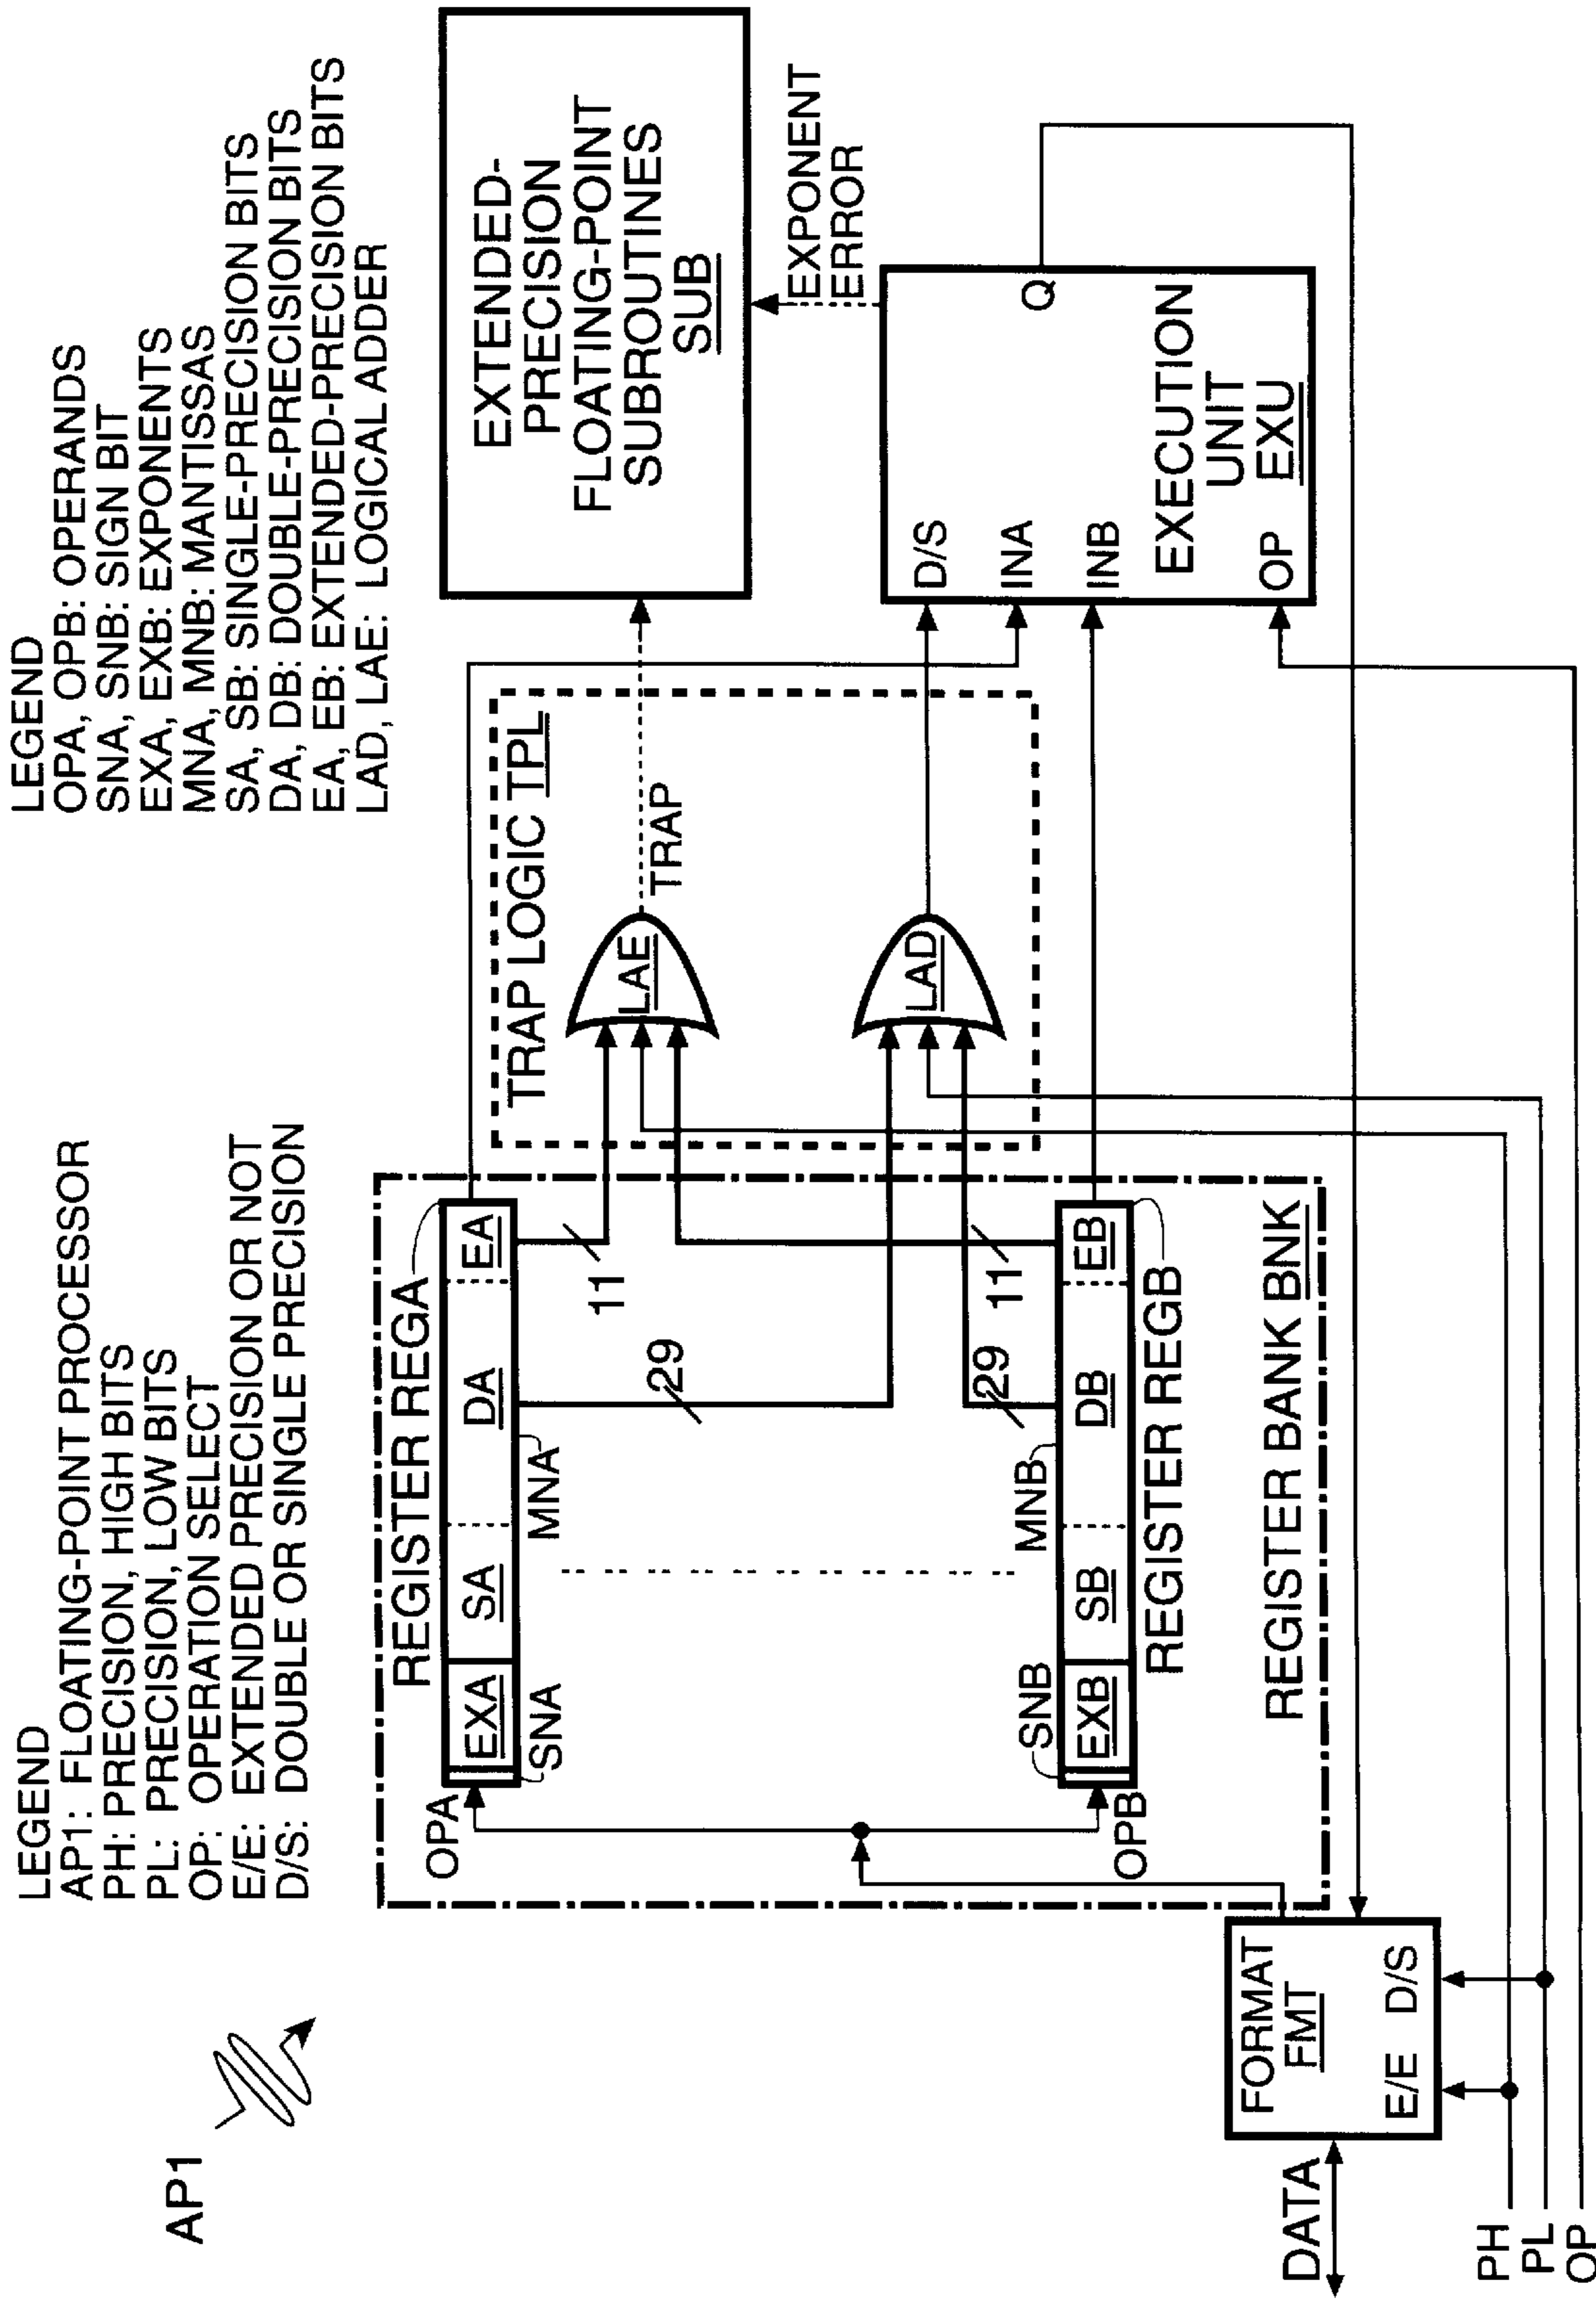 LEGEND
AP1: FLOATING-POINT PROCESSOR
PH: PRECISION, HIGH BITS
PL: PRECISION, LOW BITS
OP: OPERATION SELECT
E/E: EXTENDED PRECISION OR NOT
D/S: DOUBLE OR SINGLE PRECISION
LEGEND
OPA, OPB: OPERANDS
SNA, SNB: SIGN BIT
EXA, EXB: EXPONENTS
MNA, MNB: MANTISSAS
SA, SB: SINGLE-PRECISION BITS
DA, DB: DOUBLE-PRECISION BITS
EA, EB: EXTENDED-PRECISION BITS
LAD, LAE: LOGICAL ADDER
AP1
REGISTER REGA
OPA
EXA
SA
DA
EA
SNA
MNA
29
11
TRAP LOGIC TPL
LAE
TRAP
LAD
EXTENDED-
PRECISION
FLOATING-POINT
SUBROUTINES
SUB
EXPONENT
ERROR
D/S
INA
INB
OP
Q
EXECUTION
UNIT
EXU
SNB
MNB
29
11
OPB
EXB
SB
DB
EB
REGISTER REGB
REGISTER BANK BNK
FORMAT
FMT
E/E D/S
DATA
PH
PL
OP